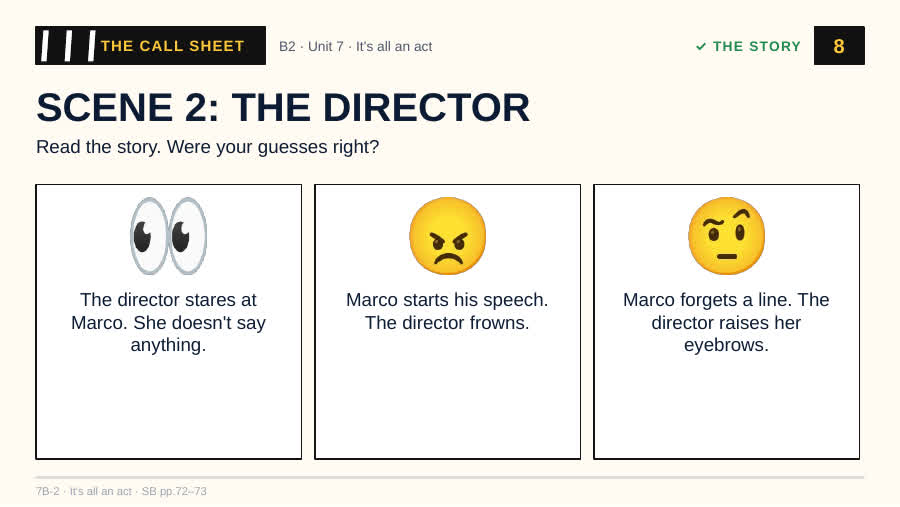 THE CALL SHEET
B2 · Unit 7 · It's all an act
✓ THE STORY
8
SCENE 2: THE DIRECTOR
Read the story. Were your guesses right?
The director stares at
Marco. She doesn't say
anything.
Marco starts his speech.
The director frowns.
Marco forgets a line. The
director raises her
eyebrows.
7B-2 · It's all an act · SB pp.72–73